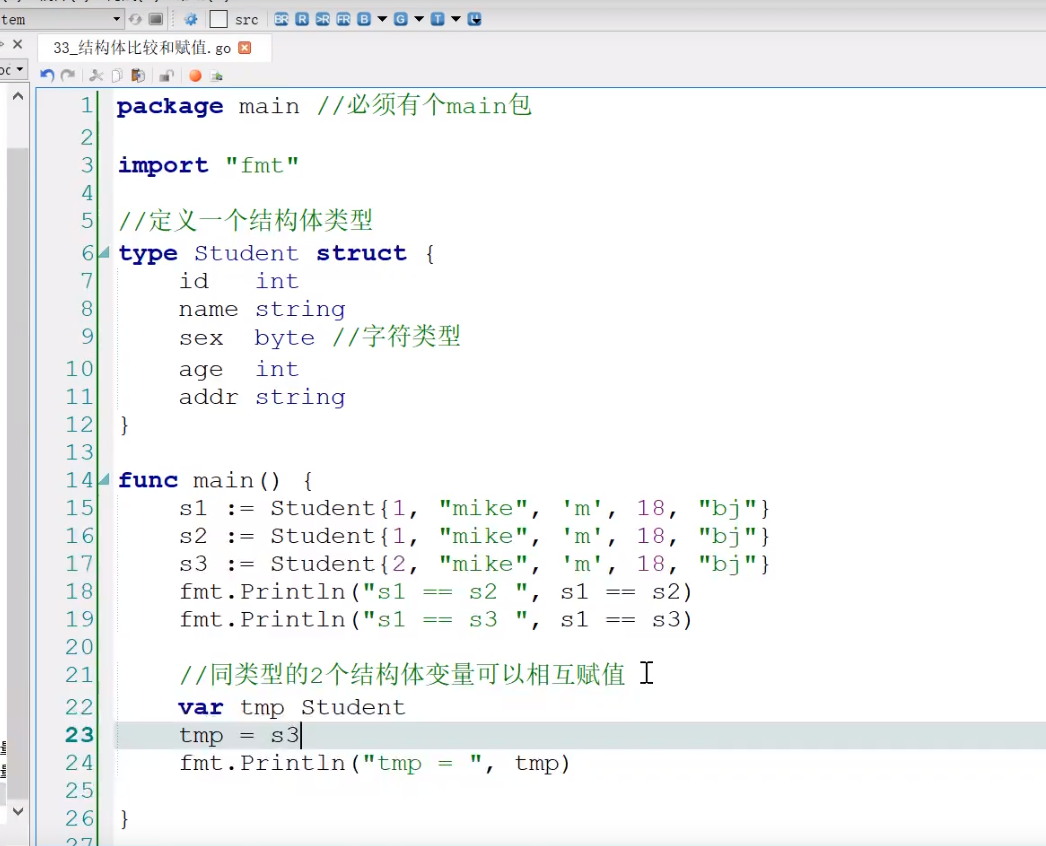 tem
src BR R >R FR B G T
33_结构体比较和赋值.go
oc
1 package main //必须有个main包
2
3 import "fmt"
4
5 //定义一个结构体类型
6 type Student struct {
7 id   int
8 name string
9 sex  byte //字符类型
10 age  int
11 addr string
12 }
13
14 func main() {
15 s1 := Student{1, "mike", 'm', 18, "bj"}
16 s2 := Student{1, "mike", 'm', 18, "bj"}
17 s3 := Student{2, "mike", 'm', 18, "bj"}
18 fmt.Println("s1 == s2 ", s1 == s2)
19 fmt.Println("s1 == s3 ", s1 == s3)
20
21 //同类型的2个结构体变量可以相互赋值
22 var tmp Student
23 tmp = s3
24 fmt.Println("tmp = ", tmp)
25
26 }
27